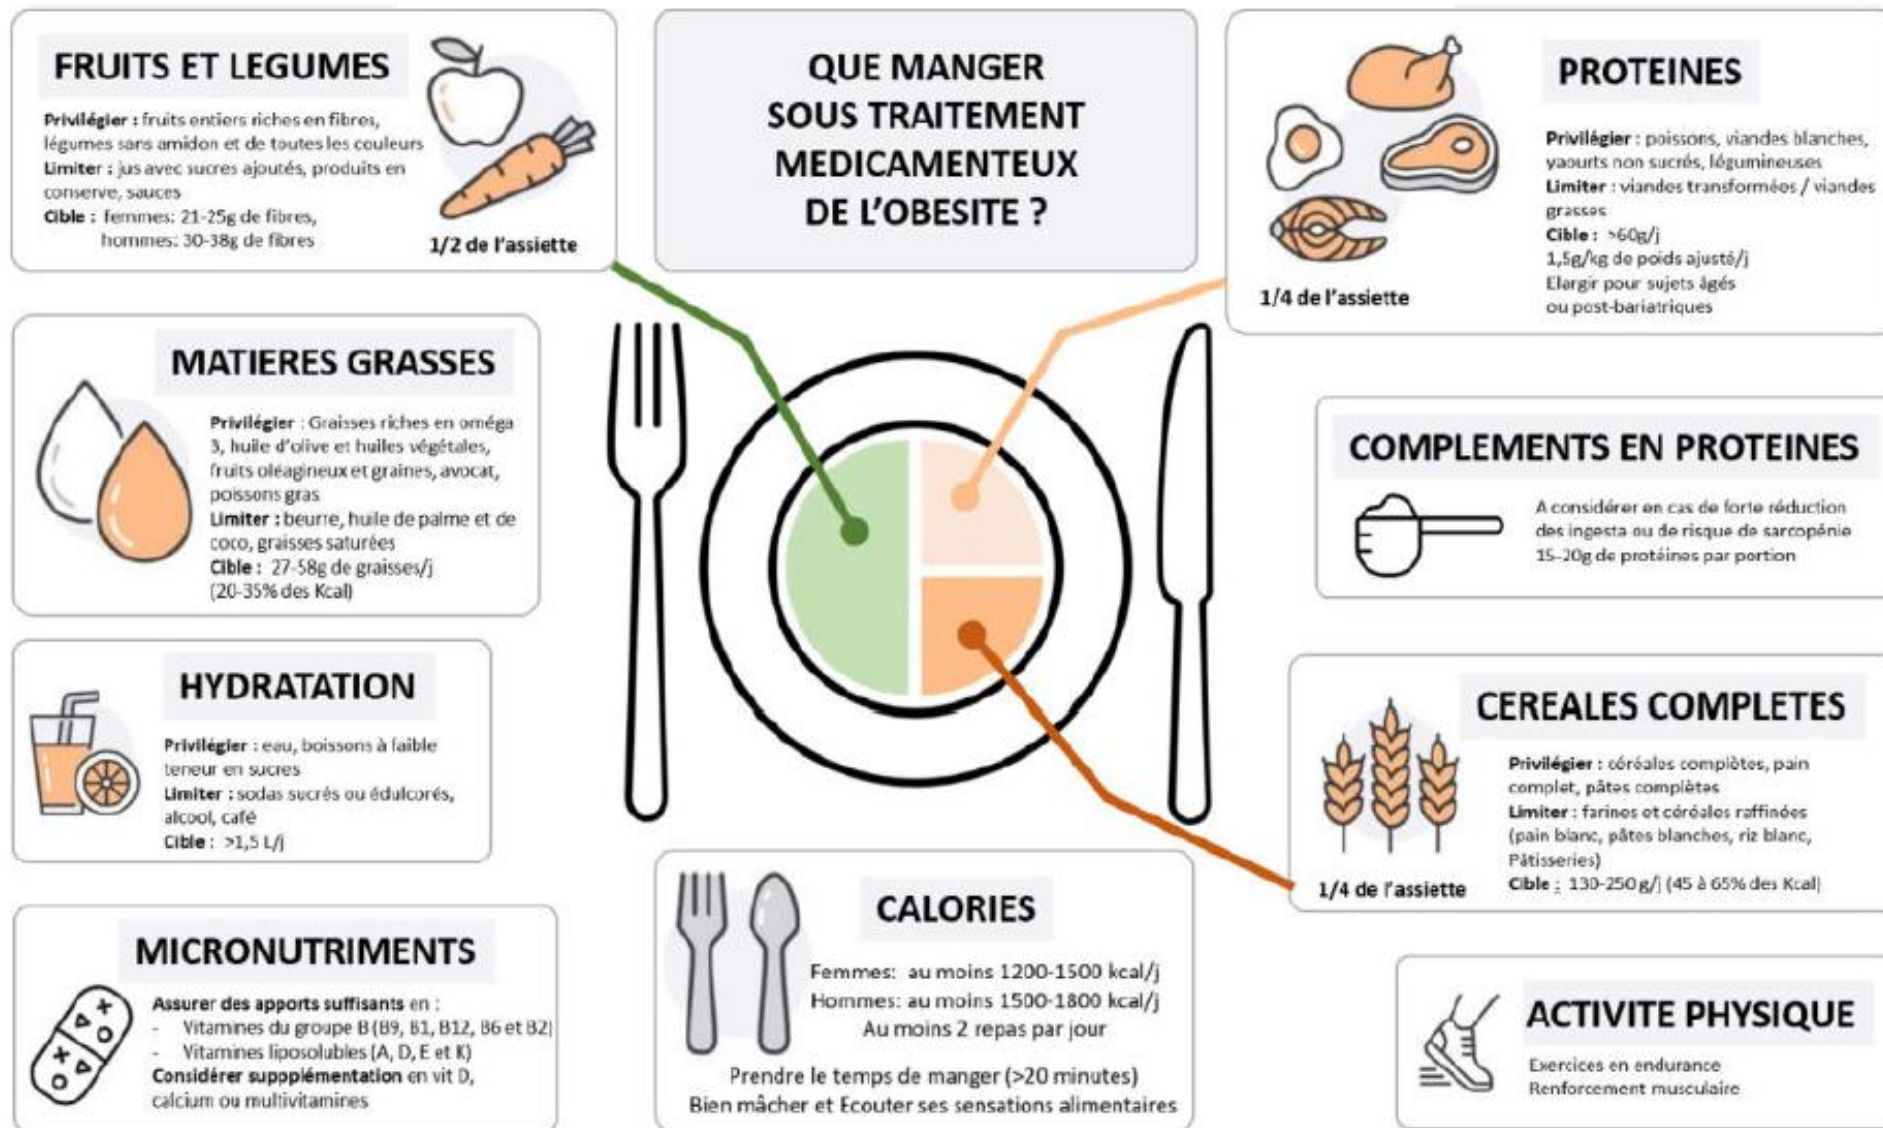 FRUITS ET LEGUMES
Privilégier : fruits entiers riches en fibres,
légumes sans amidon et de toutes les couleurs
Limiter : jus avec sucres ajoutés, produits en
conserve, sauces
Cible : femmes: 21-25g de fibres,
hommes: 30-38g de fibres
1/2 de l'assiette
QUE MANGER
SOUS TRAITEMENT
MEDICAMENTEUX
DE L'OBESITE ?
PROTEINES
Privilégier : poissons, viandes blanches,
yaourts non sucrés, légumineuses
Limiter : viandes transformées / viandes
grasses
Cible : >60g/j
1,5g/kg de poids ajusté/j
Elargir pour sujets âgés
ou post-bariatriques
1/4 de l'assiette
MATIERES GRASSES
Privilégier : Graisses riches en oméga
3, huile d'olive et huiles végétales,
fruits oléagineux et graines, avocat,
poissons gras
Limiter : beurre, huile de palme et de
coco, graisses saturées
Cible : 27-58g de graisses/j
(20-35% des Kcal)
COMPLEMENTS EN PROTEINES
A considérer en cas de forte réduction
des ingesta ou de risque de sarcopénie
15-20g de protéines par portion
HYDRATATION
Privilégier : eau, boissons à faible
teneur en sucres
Limiter : sodas sucrés ou édulcorés,
alcool, café
Cible : >1,5 L/j
CEREALES COMPLETES
Privilégier : céréales complètes, pain
complet, pâtes complètes
Limiter : farines et céréales raffinées
(pain blanc, pâtes blanches, riz blanc,
Pâtisseries)
Cible : 130-250 g/j (45 à 65% des Kcal)
1/4 de l'assiette
MICRONUTRIMENTS
Assurer des apports suffisants en :
- Vitamines du groupe B (B9, B1, B12, B6 et B2)
- Vitamines liposolubles (A, D, E et K)
Considérer suppplémentation en vit D,
calcium ou multivitamines
CALORIES
Femmes: au moins 1200-1500 kcal/j
Hommes: au moins 1500-1800 kcal/j
Au moins 2 repas par jour
Prendre le temps de manger (>20 minutes)
Bien mâcher et Ecouter ses sensations alimentaires
ACTIVITE PHYSIQUE
Exercices en endurance
Renforcement musculaire